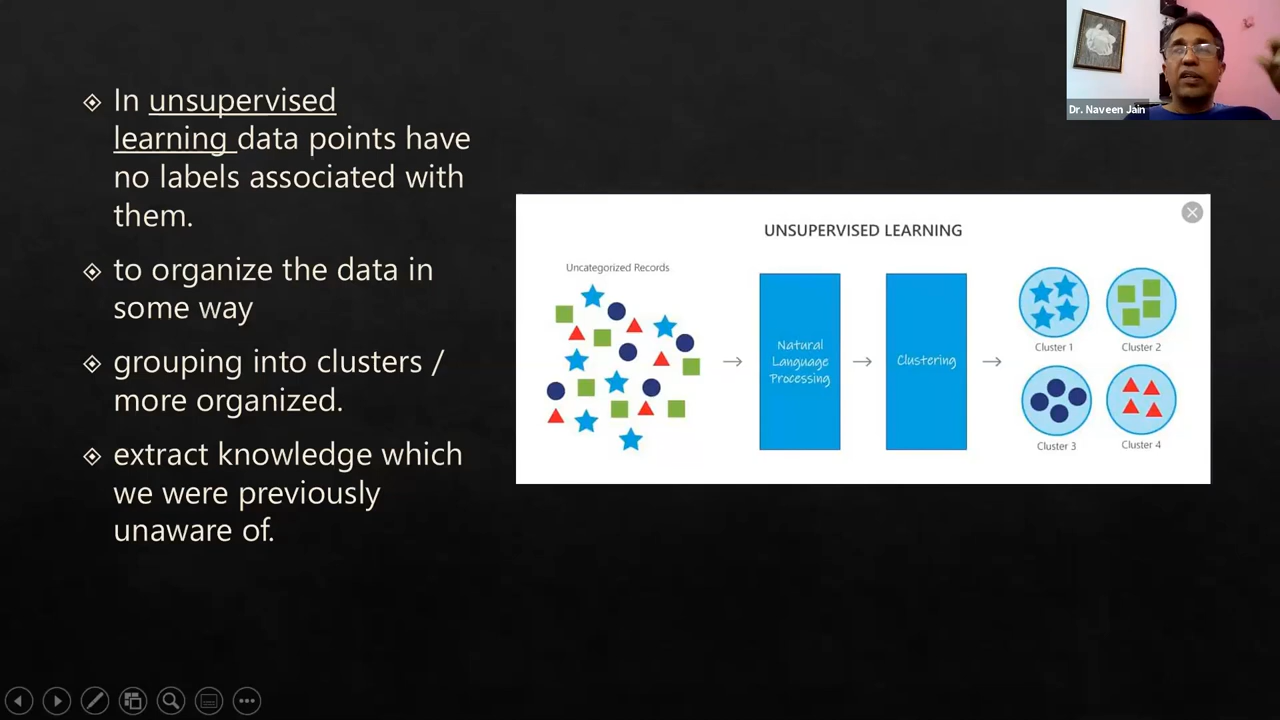 In unsupervised
learning data points have
no labels associated with
them.
to organize the data in
some way
grouping into clusters /
more organized.
extract knowledge which
we were previously
unaware of.
Dr. Naveen Jain
UNSUPERVISED LEARNING
Uncategorized Records
Natural
Language
Processing
Clustering
Cluster 1
Cluster 2
Cluster 3
Cluster 4